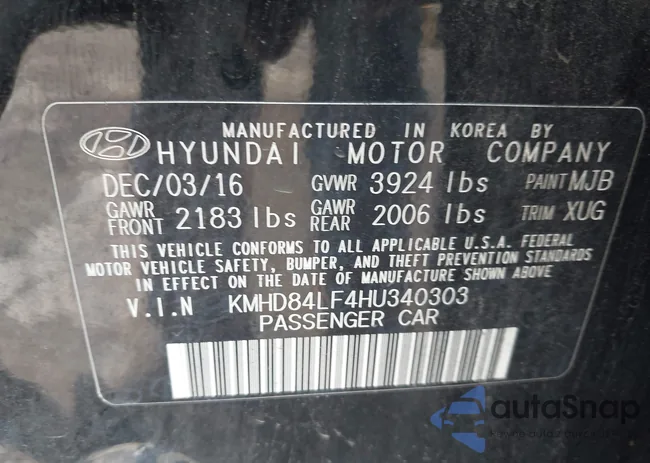 MANUFACTURED IN KOREA BY
HYUNDAI MOTOR COMPANY
DEC/03/16 GVWR 3924 lbs PAINT MJB
GAWR FRONT 2183 lbs GAWR REAR 2006 lbs TRIM XUG
THIS VEHICLE CONFORMS TO ALL APPLICABLE U.S.A. FEDERAL
MOTOR VEHICLE SAFETY, BUMPER, AND THEFT PREVENTION STANDARDS
IN EFFECT ON THE DATE OF MANUFACTURE SHOWN ABOVE
V.I.N KMHD84LF4HU340303
PASSENGER CAR
autaSnap